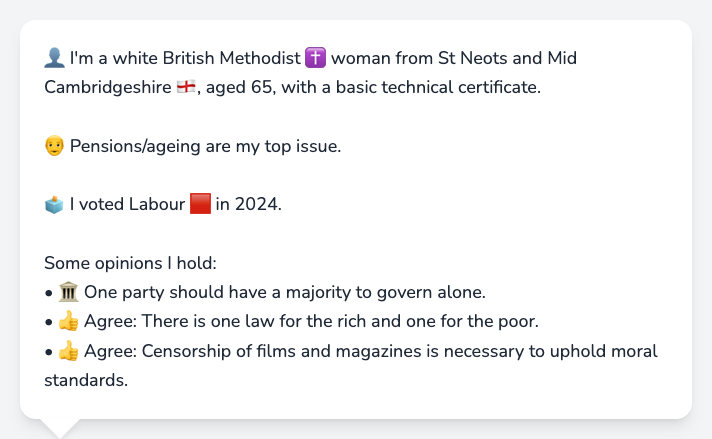 👤 I'm a white British Methodist ✝️ woman from St Neots and Mid
Cambridgeshire 🏴󠁧󠁢󠁥󠁮󠁧󠁿, aged 65, with a basic technical certificate.
👴 Pensions/ageing are my top issue.
🗳️ I voted Labour 🟥 in 2024.
Some opinions I hold:
• 🏛️ One party should have a majority to govern alone.
• 👍 Agree: There is one law for the rich and one for the poor.
• 👍 Agree: Censorship of films and magazines is necessary to uphold moral
standards.